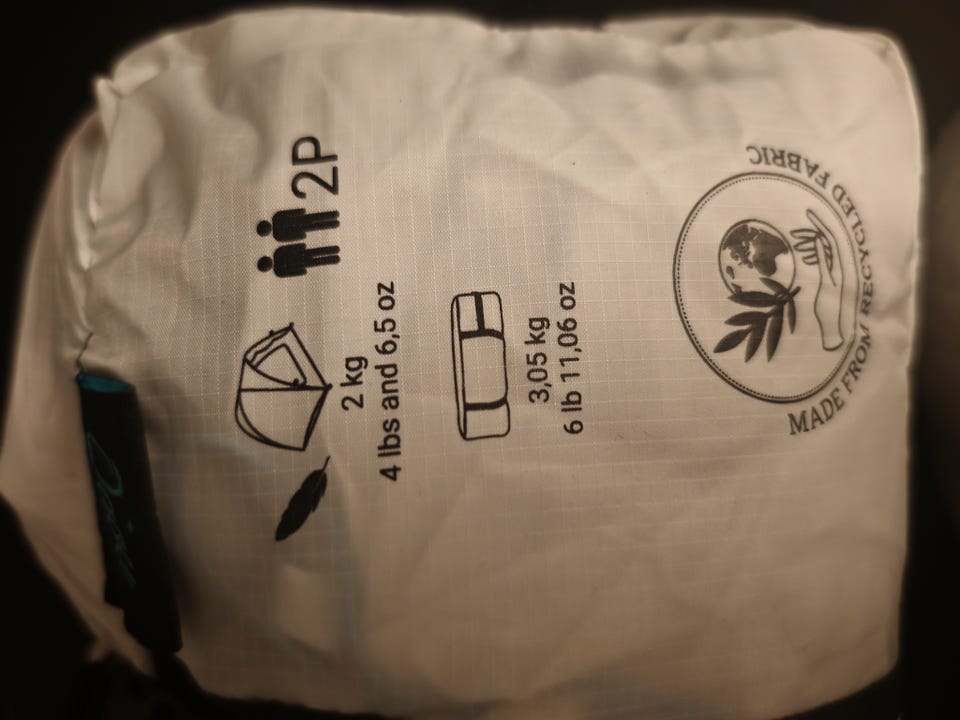 2P
2 kg
4 lbs and 6,5 oz
3,05 kg
6 lb 11,06 oz
MADE FROM RECYCLED FABRIC